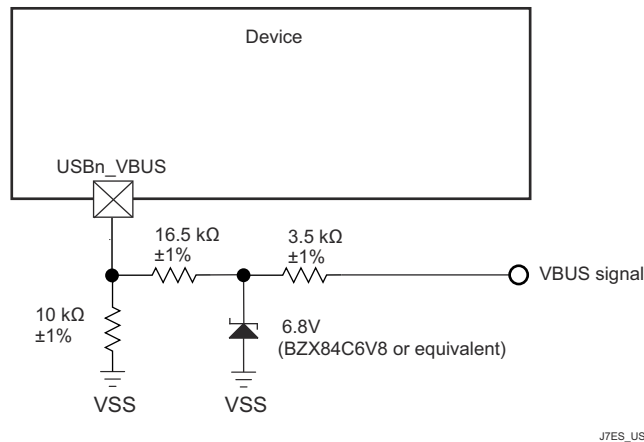 Device
USBn_VBUS
16.5 kΩ
±1%
3.5 kΩ
±1%
VBUS signal
10 kΩ
±1%
6.8V
(BZX84C6V8 or equivalent)
VSS
VSS
J7ES_US